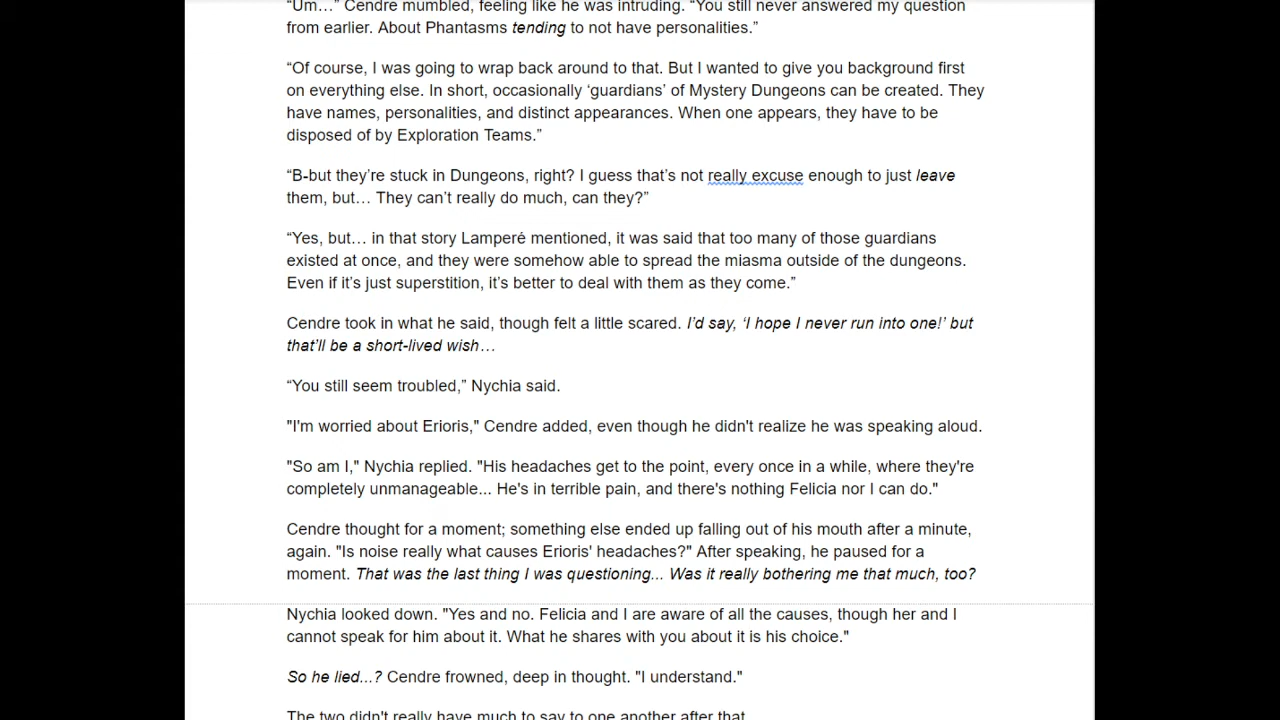 “Um…” Cendre mumbled, feeling like he was intruding. “You still never answered my question
from earlier. About Phantasms tending to not have personalities.”
“Of course, I was going to wrap back around to that. But I wanted to give you background first
on everything else. In short, occasionally ‘guardians’ of Mystery Dungeons can be created. They
have names, personalities, and distinct appearances. When one appears, they have to be
disposed of by Exploration Teams.”
“B-but they’re stuck in Dungeons, right? I guess that’s not really excuse enough to just leave
them, but… They can’t really do much, can they?”
“Yes, but… in that story Lamperé mentioned, it was said that too many of those guardians
existed at once, and they were somehow able to spread the miasma outside of the dungeons.
Even if it’s just superstition, it’s better to deal with them as they come.”
Cendre took in what he said, though felt a little scared. I’d say, ‘I hope I never run into one!’ but
that’ll be a short-lived wish…
“You still seem troubled,” Nychia said.
"I'm worried about Erioris," Cendre added, even though he didn't realize he was speaking aloud.
"So am I," Nychia replied. "His headaches get to the point, every once in a while, where they're
completely unmanageable... He's in terrible pain, and there's nothing Felicia nor I can do."
Cendre thought for a moment; something else ended up falling out of his mouth after a minute,
again. "Is noise really what causes Erioris' headaches?" After speaking, he paused for a
moment. That was the last thing I was questioning... Was it really bothering me that much, too?
Nychia looked down. "Yes and no. Felicia and I are aware of all the causes, though her and I
cannot speak for him about it. What he shares with you about it is his choice."
So he lied...? Cendre frowned, deep in thought. "I understand."
The two didn't really have much to say to one another after that.